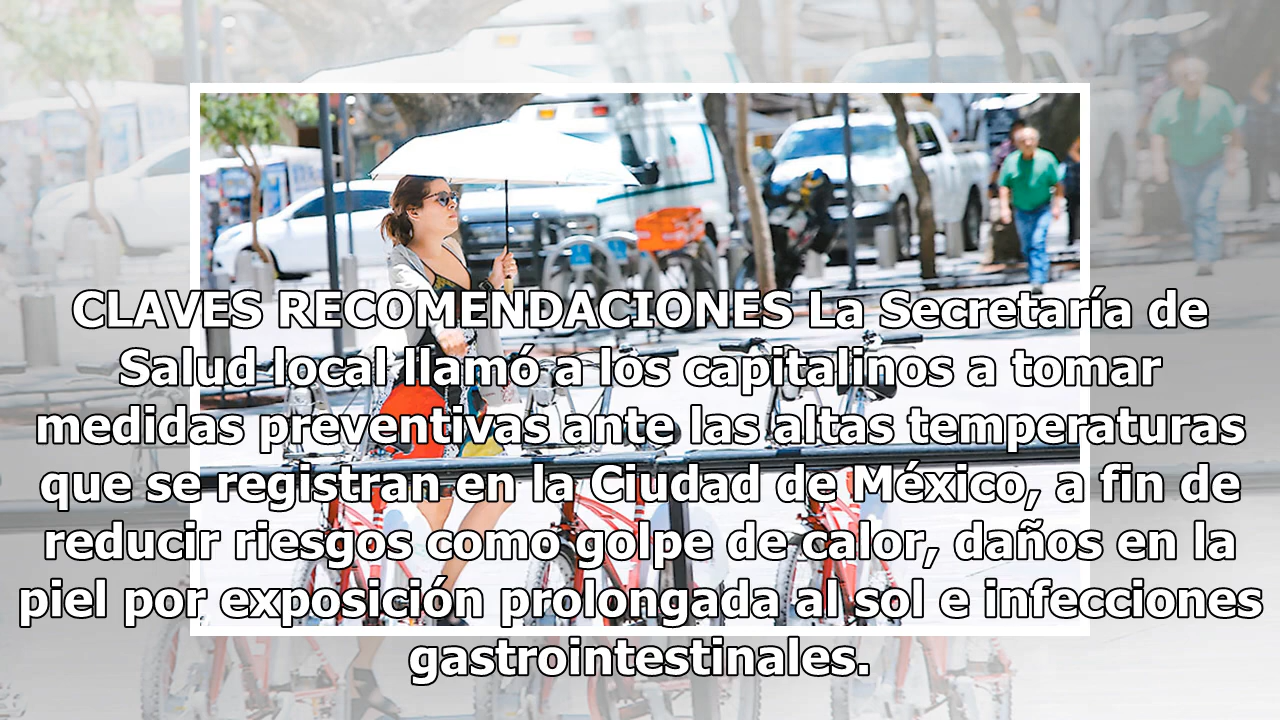 CLAVES RECOMENDACIONES La Secretaría de
Salud local llamó a los capitalinos a tomar
medidas preventivas ante las altas temperaturas
que se registran en la Ciudad de México, a fin de
reducir riesgos como golpe de calor, daños en la
piel por exposición prolongada al sol e infecciones
gastrointestinales.